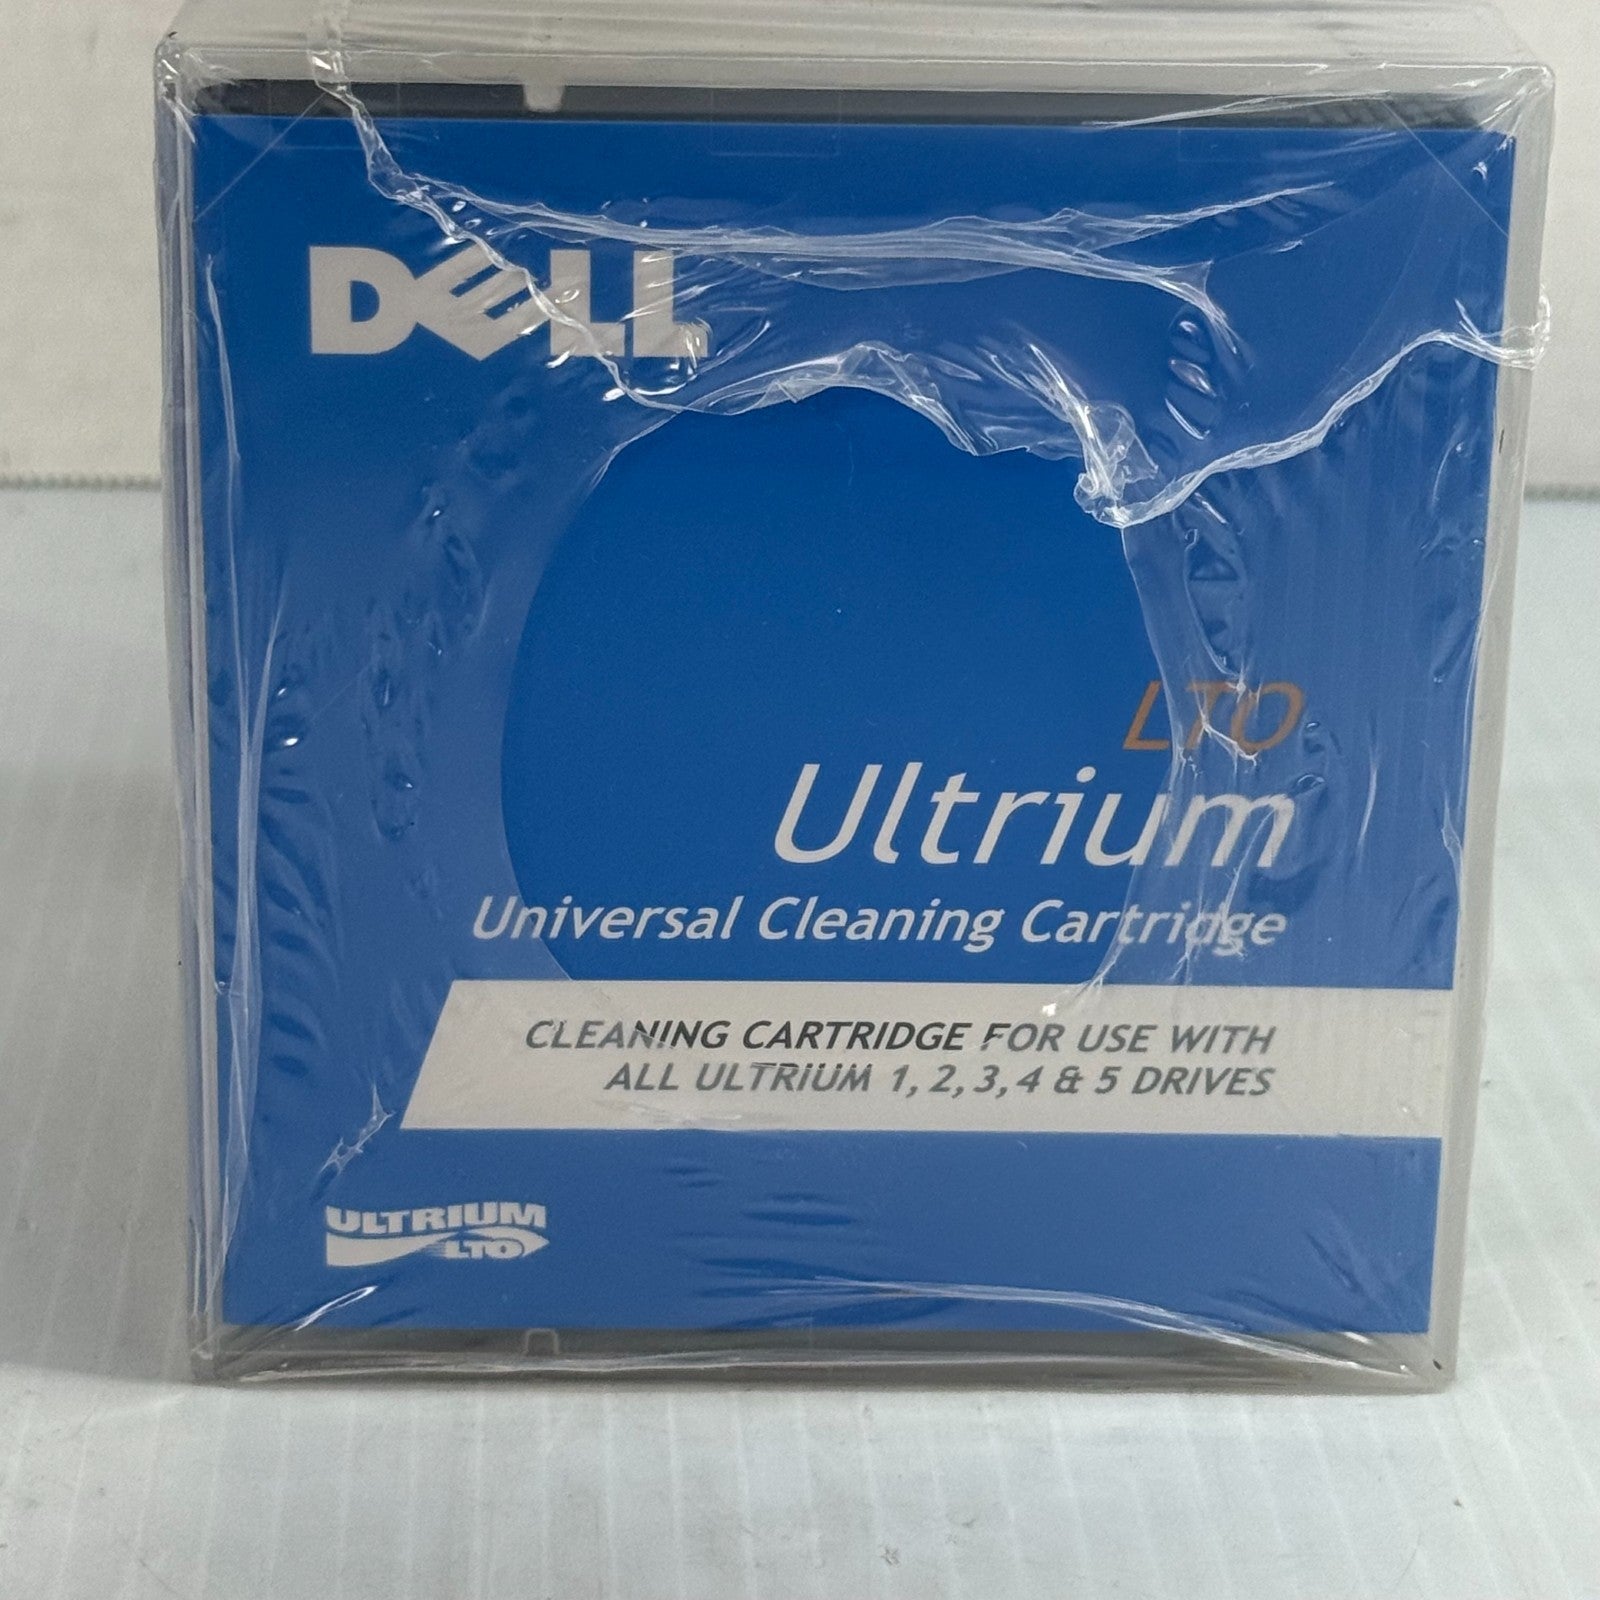 DELL
LTO
Ultrium
Universal Cleaning Cartridge
CLEANING CARTRIDGE FOR USE WITH
ALL ULTRIUM 1, 2, 3, 4 & 5 DRIVES
ULTRIUM
LTO